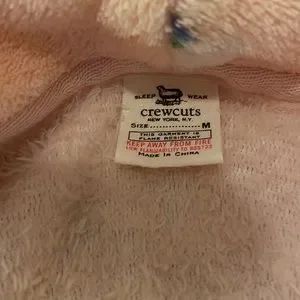 SLEEP WEAR
crewcuts
NEW YORK, N.Y.
SIZE............. M
THIS GARMENT IS
FLAME RESISTANT
KEEP AWAY FROM FIRE
MADE IN CHINA